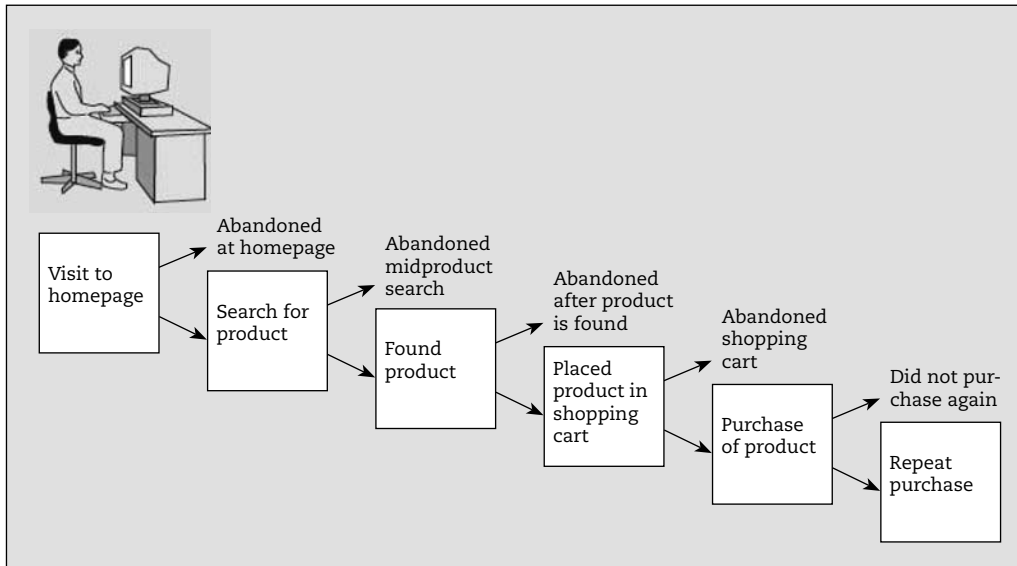 Visit to
homepage
Abandoned
at homepage
Search for
product
Abandoned
midproduct
search
Found
product
Abandoned
after product
is found
Placed
product in
shopping
cart
Abandoned
shopping
cart
Purchase
of product
Did not pur-
chase again
Repeat
purchase